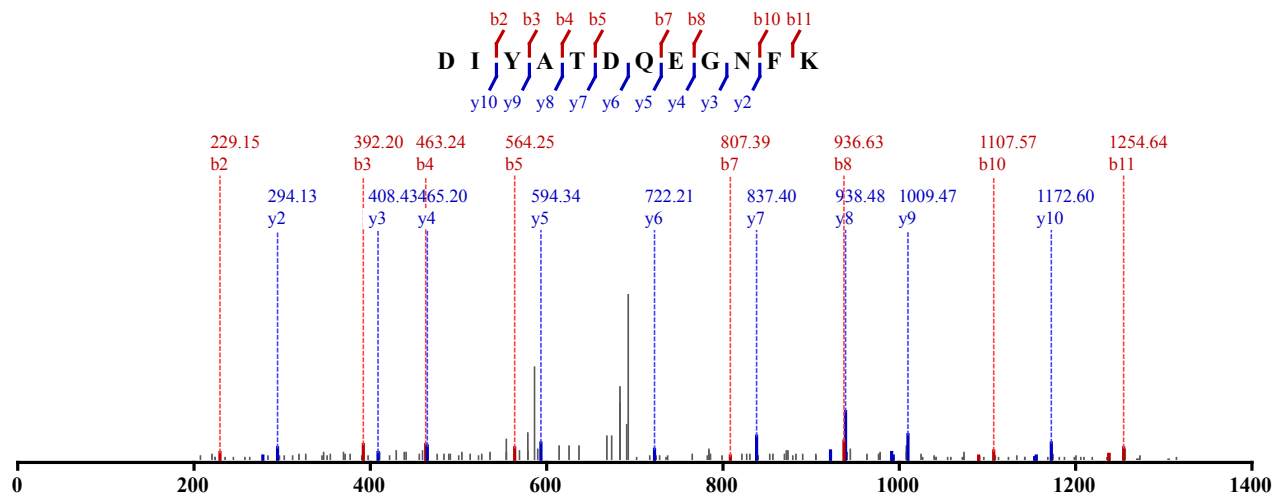 b2 b3 b4 b5 b7 b8 b10 b11
D I Y A T D Q E G N F K
y10 y9 y8 y7 y6 y5 y4 y3 y2
229.15 392.20 463.24 564.25 807.39 936.63 1107.57 1254.64
b2 b3 b4 b5 b7 b8 b10 b11
294.13 408.43 465.20 594.34 722.21 837.40 938.48 1009.47 1172.60
y2 y3 y4 y5 y6 y7 y8 y9 y10
0 200 400 600 800 1000 1200 1400